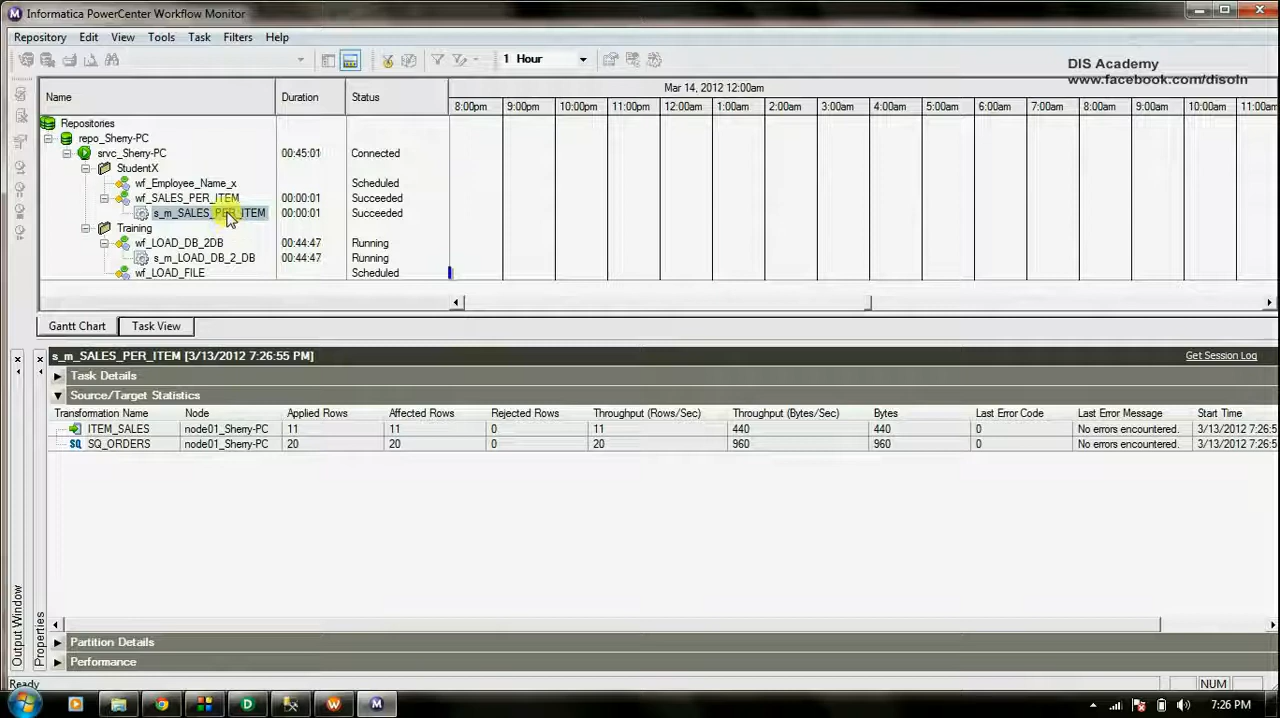 Informatica PowerCenter Workflow Monitor
Repository Edit View Tools Task Filters Help
1 Hour
DIS Academy
www.facebook.com/disoln
Name Duration Status Mar 14, 2012 12:00am
8:00pm 9:00pm 10:00pm 11:00pm 12:00am 1:00am 2:00am 3:00am 4:00am 5:00am 6:00am 7:00am 8:00am 9:00am 10:00am 11:00am
Repositories
repo_Sherry-PC
srvc_Sherry-PC 00:45:01 Connected
StudentX
wf_Employee_Name_x Scheduled
wf_SALES_PER_ITEM 00:00:01 Succeeded
s_m_SALES_PER_ITEM 00:00:01 Succeeded
Training
wf_LOAD_DB_2DB 00:44:47 Running
s_m_LOAD_DB_2_DB 00:44:47 Running
wf_LOAD_FILE Scheduled
Gantt Chart Task View
s_m_SALES_PER_ITEM [3/13/2012 7:26:55 PM] Get Session Log
Task Details
Source/Target Statistics
Transformation Name Node Applied Rows Affected Rows Rejected Rows Throughput (Rows/Sec) Throughput (Bytes/Sec) Bytes Last Error Code Last Error Message Start Time
ITEM_SALES node01_Sherry-PC 11 11 0 11 440 440 0 No errors encountered. 3/13/2012 7:26:5
SQ SQ_ORDERS node01_Sherry-PC 20 20 0 20 960 960 0 No errors encountered. 3/13/2012 7:26:5
Output Window
Properties
Partition Details
Performance
Ready NUM
7:26 PM